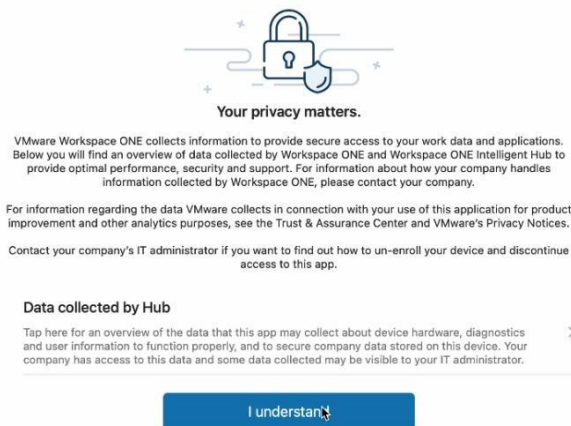 Your privacy matters.
VMware Workspace ONE collects information to provide secure access to your work data and applications.
Below you will find an overview of data collected by Workspace ONE and Workspace ONE Intelligent Hub to
provide optimal performance, security and support. For information about how your company handles
information collected by Workspace ONE, please contact your company.
For information regarding the data VMware collects in connection with your use of this application for product
improvement and other analytics purposes, see the Trust & Assurance Center and VMware's Privacy Notices.
Contact your company's IT administrator if you want to find out how to un-enroll your device and discontinue
access to this app.
Data collected by Hub
Tap here for an overview of the data that this app may collect about device hardware, diagnostics
and user information to function properly, and to secure company data stored on this device. Your
company has access to this data and some data collected may be visible to your IT administrator.
I understand